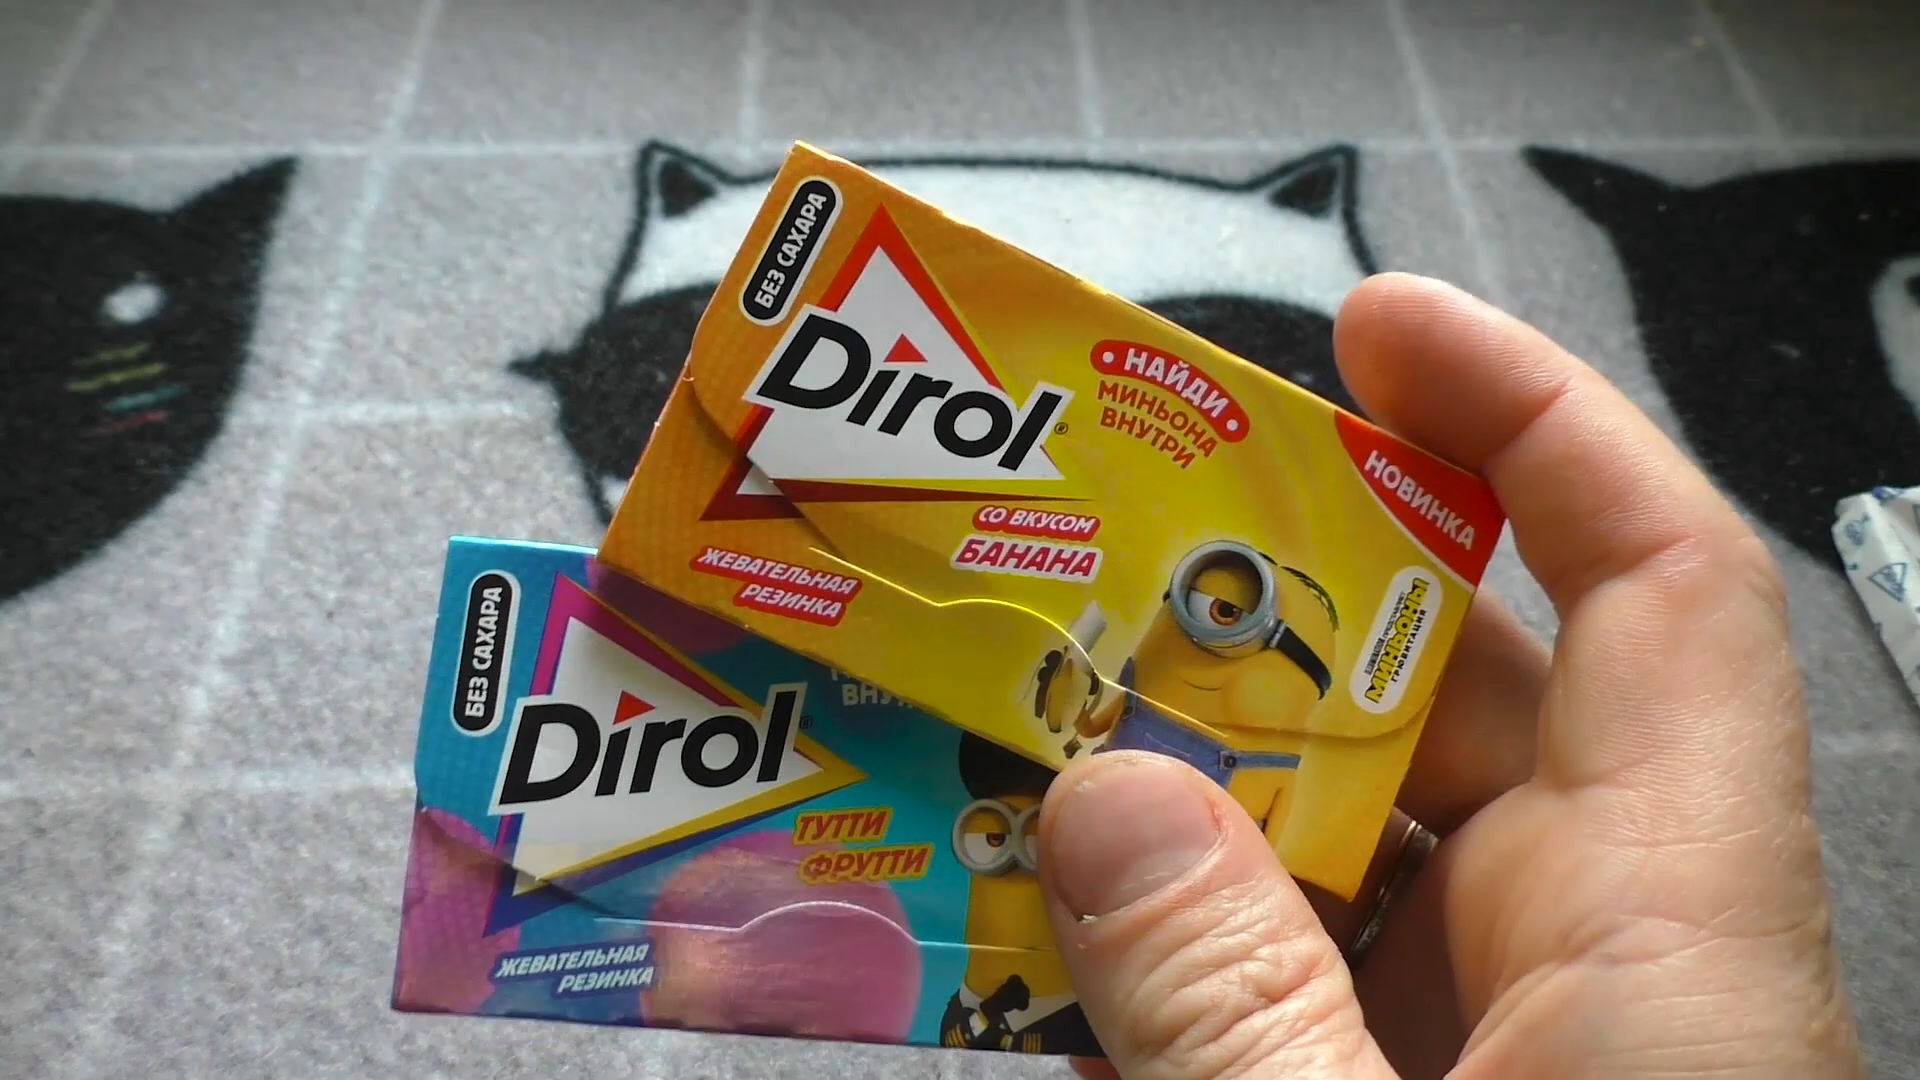 БЕЗ САХАРА
Dirol
НАЙДИ
МИНЬОНА
ВНУТРИ
НОВИНКА
СО ВКУСОМ
БАНАНА
ЖЕВАТЕЛЬНАЯ
РЕЗИНКА
МИНЬОНЫ
ГРЮВИТАЦИЯ
БЕЗ САХАРА
Dirol
ТУТТИ
ФРУТТИ
ЖЕВАТЕЛЬНАЯ
РЕЗИНКА